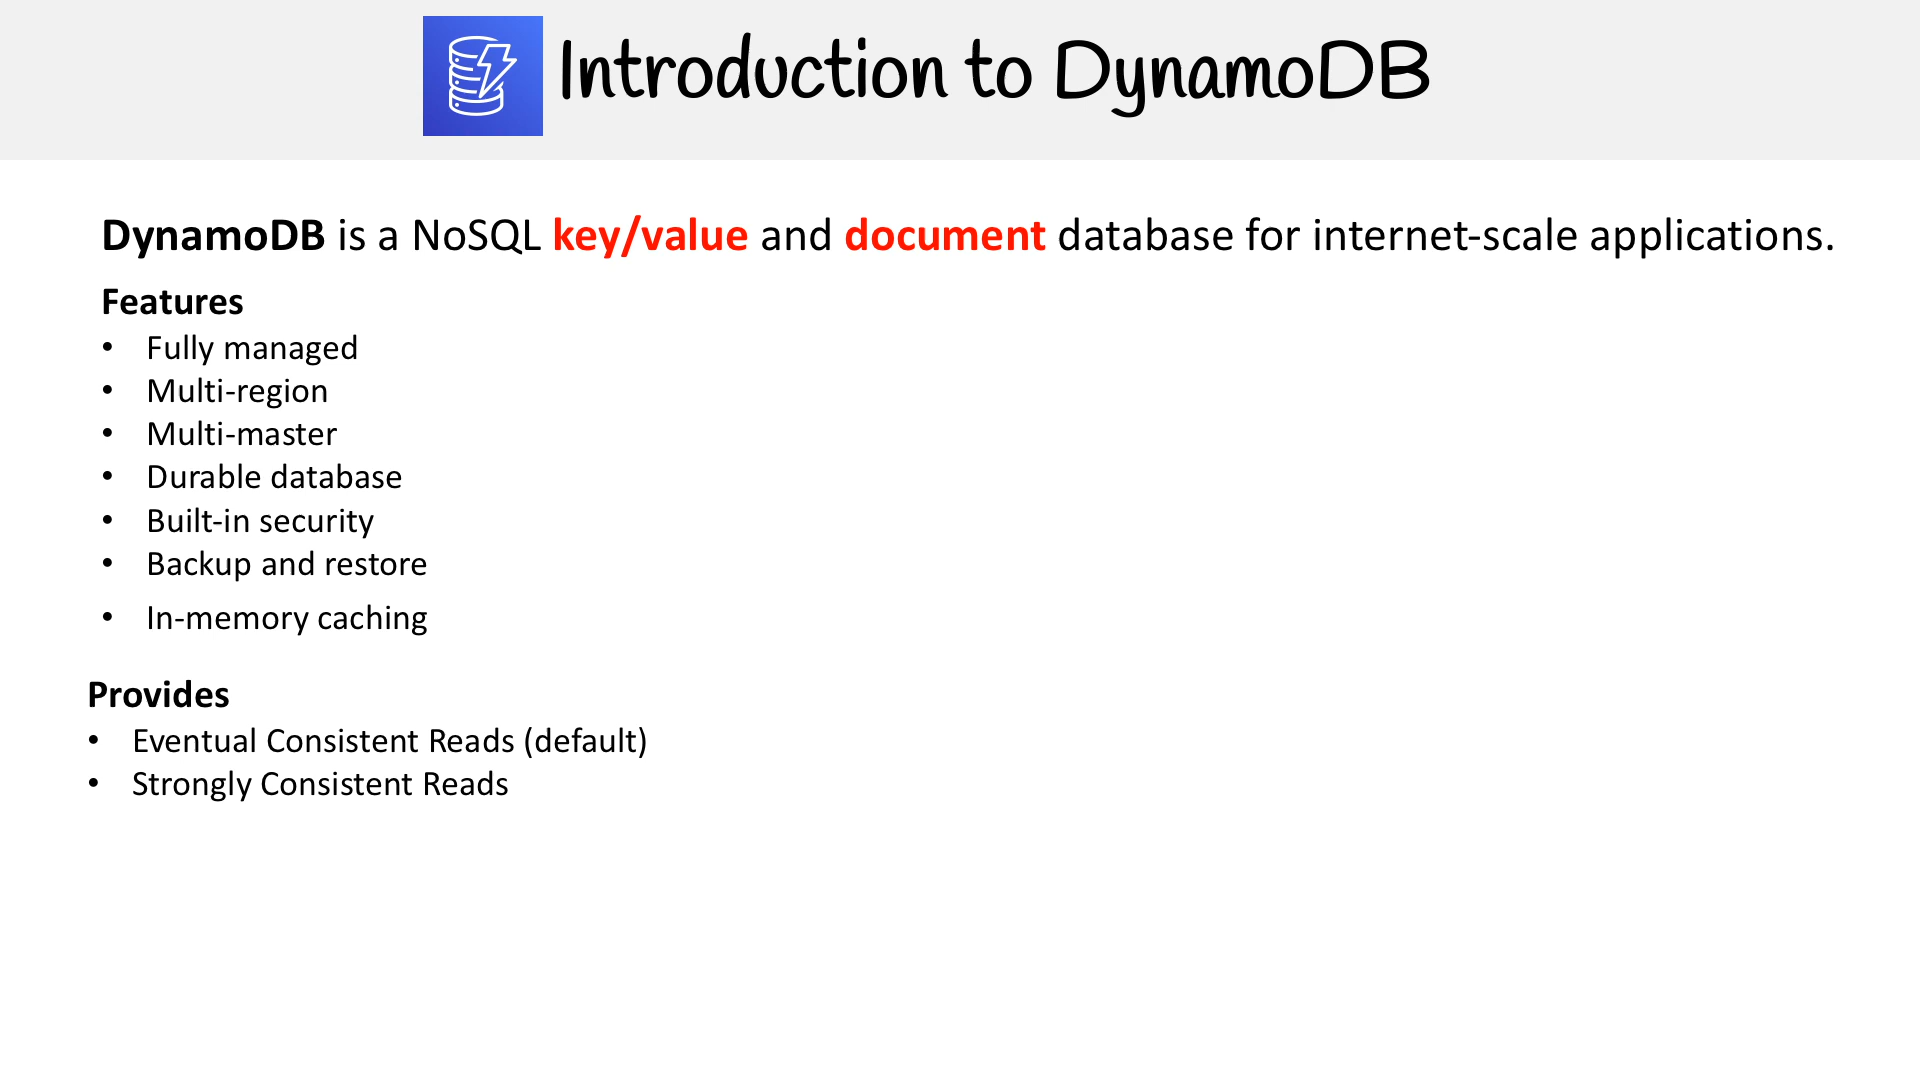 Introduction to DynamoDB
DynamoDB is a NoSQL key/value and document database for internet-scale applications.
Features
• Fully managed
• Multi-region
• Multi-master
• Durable database
• Built-in security
• Backup and restore
• In-memory caching
Provides
• Eventual Consistent Reads (default)
• Strongly Consistent Reads